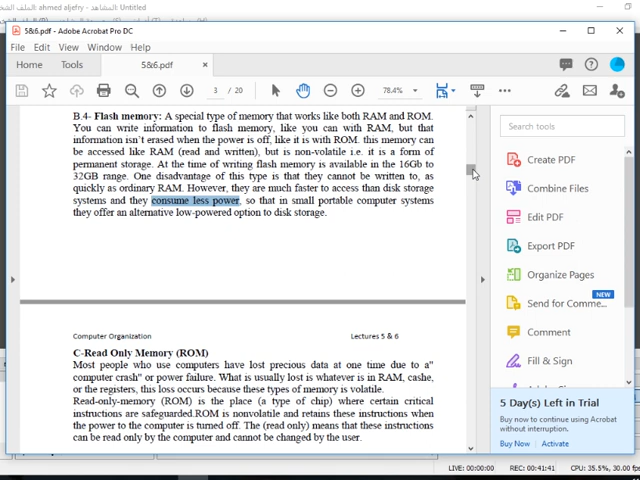 5&6.pdf - Adobe Acrobat Pro DC
File Edit View Window Help
Home Tools 5&6.pdf ×
3 / 20 78.4%
B.4- Flash memory: A special type of memory that works like both RAM and ROM.
You can write information to flash memory, like you can with RAM, but that
information isn't erased when the power is off, like it is with ROM. this memory can
be accessed like RAM (read and written), but is non-volatile i.e. it is a form of
permanent storage. At the time of writing flash memory is available in the 16Gb to
32GB range. One disadvantage of this type is that they cannot be written to, as
quickly as ordinary RAM. However, they are much faster to access than disk storage
systems and they consume less power, so that in small portable computer systems
they offer an alternative low-powered option to disk storage.
Computer Organization Lectures 5 & 6
C-Read Only Memory (ROM)
Most people who use computers have lost precious data at one time due to a"
computer crash" or power failure. What is usually lost is whatever is in RAM, cashe,
or the registers, this loss occurs because these types of memory is volatile.
Read-only-memory (ROM) is the place (a type of chip) where certain critical
instructions are safeguarded.ROM is nonvolatile and retains these instructions when
the power to the computer is turned off. The (read only) means that these instructions
can be read only by the computer and cannot be changed by the user.
Search tools
Create PDF
Combine Files
Edit PDF
Export PDF
Organize Pages
NEW
Send for Comme...
Comment
Fill & Sign
5 Day(s) Left in Trial
Buy now to continue using Acrobat
without interruption.
Buy Now Activate
LIVE: 00:00:00 REC: 00:41:41 CPU: 35.5%, 30.00 fp